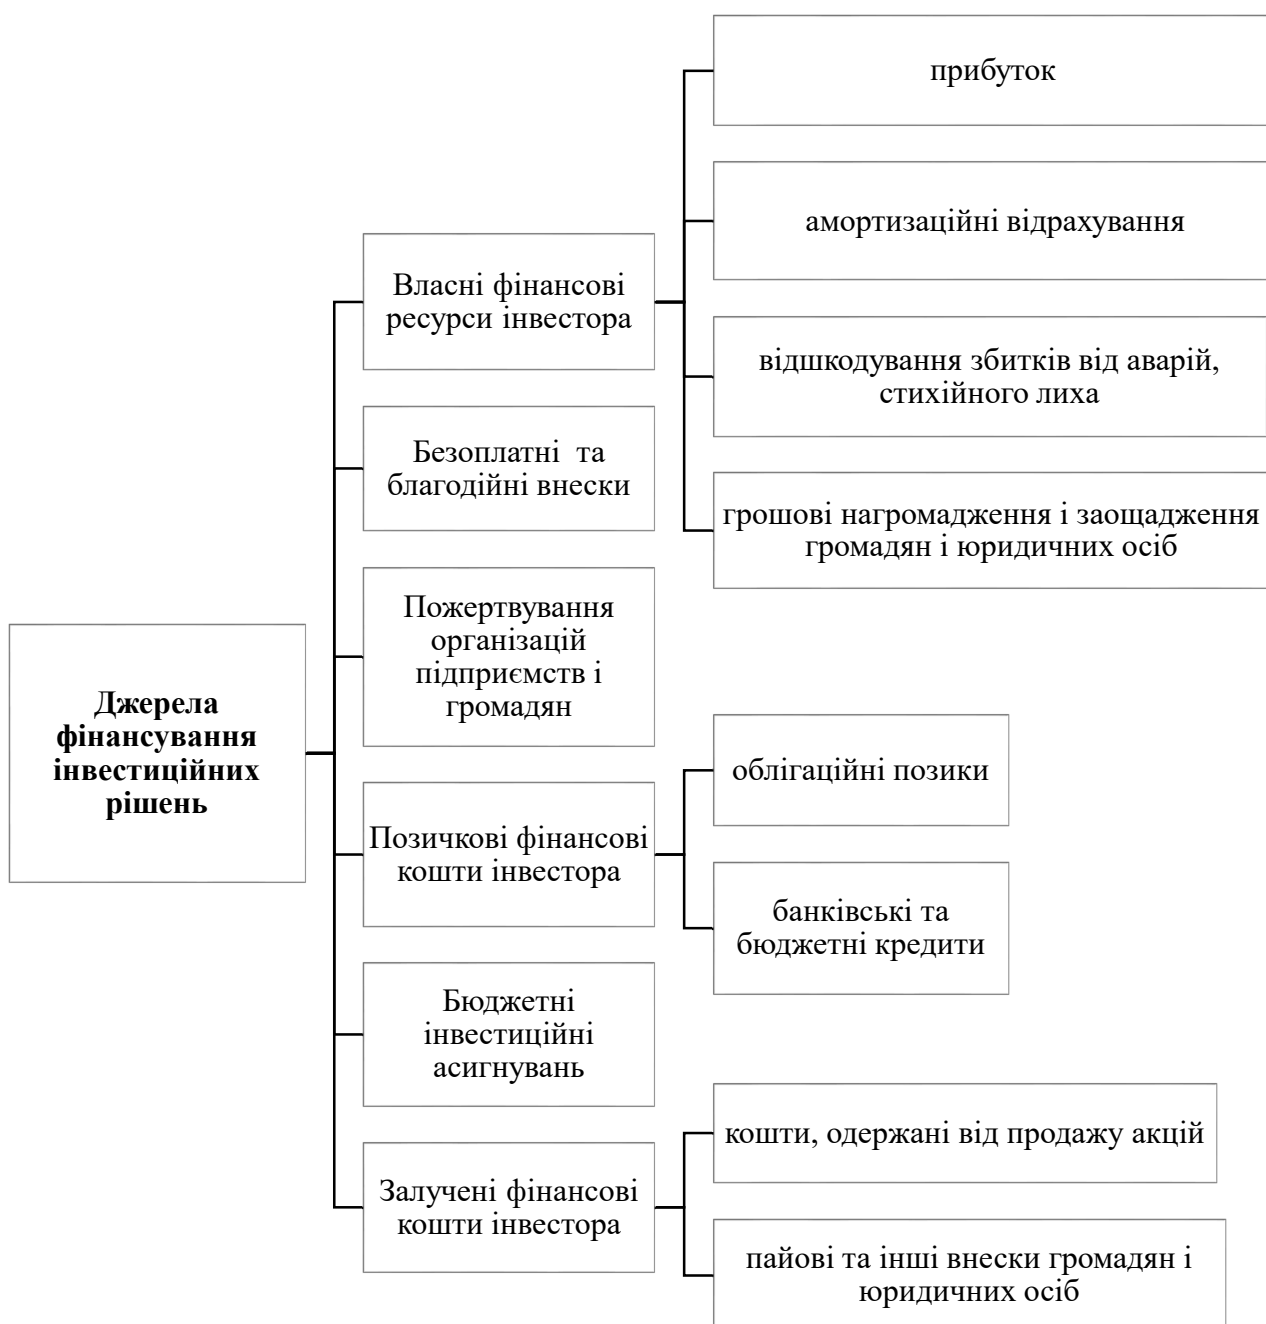 Джерела
фінансування
інвестиційних
рішень
Власні фінансові
ресурси інвестора
прибуток
амортизаційні відрахування
відшкодування збитків від аварій,
стихійного лиха
грошові нагромадження і заощадження
громадян і юридичних осіб
Безоплатні та
благодійні внески
Пожертвування
організацій
підприємств і
громадян
Позичкові фінансові
кошти інвестора
облігаційні позики
банківські та
бюджетні кредити
Бюджетні
інвестиційні
асигнувань
Залучені фінансові
кошти інвестора
кошти, одержані від продажу акцій
пайові та інші внески громадян і
юридичних осіб